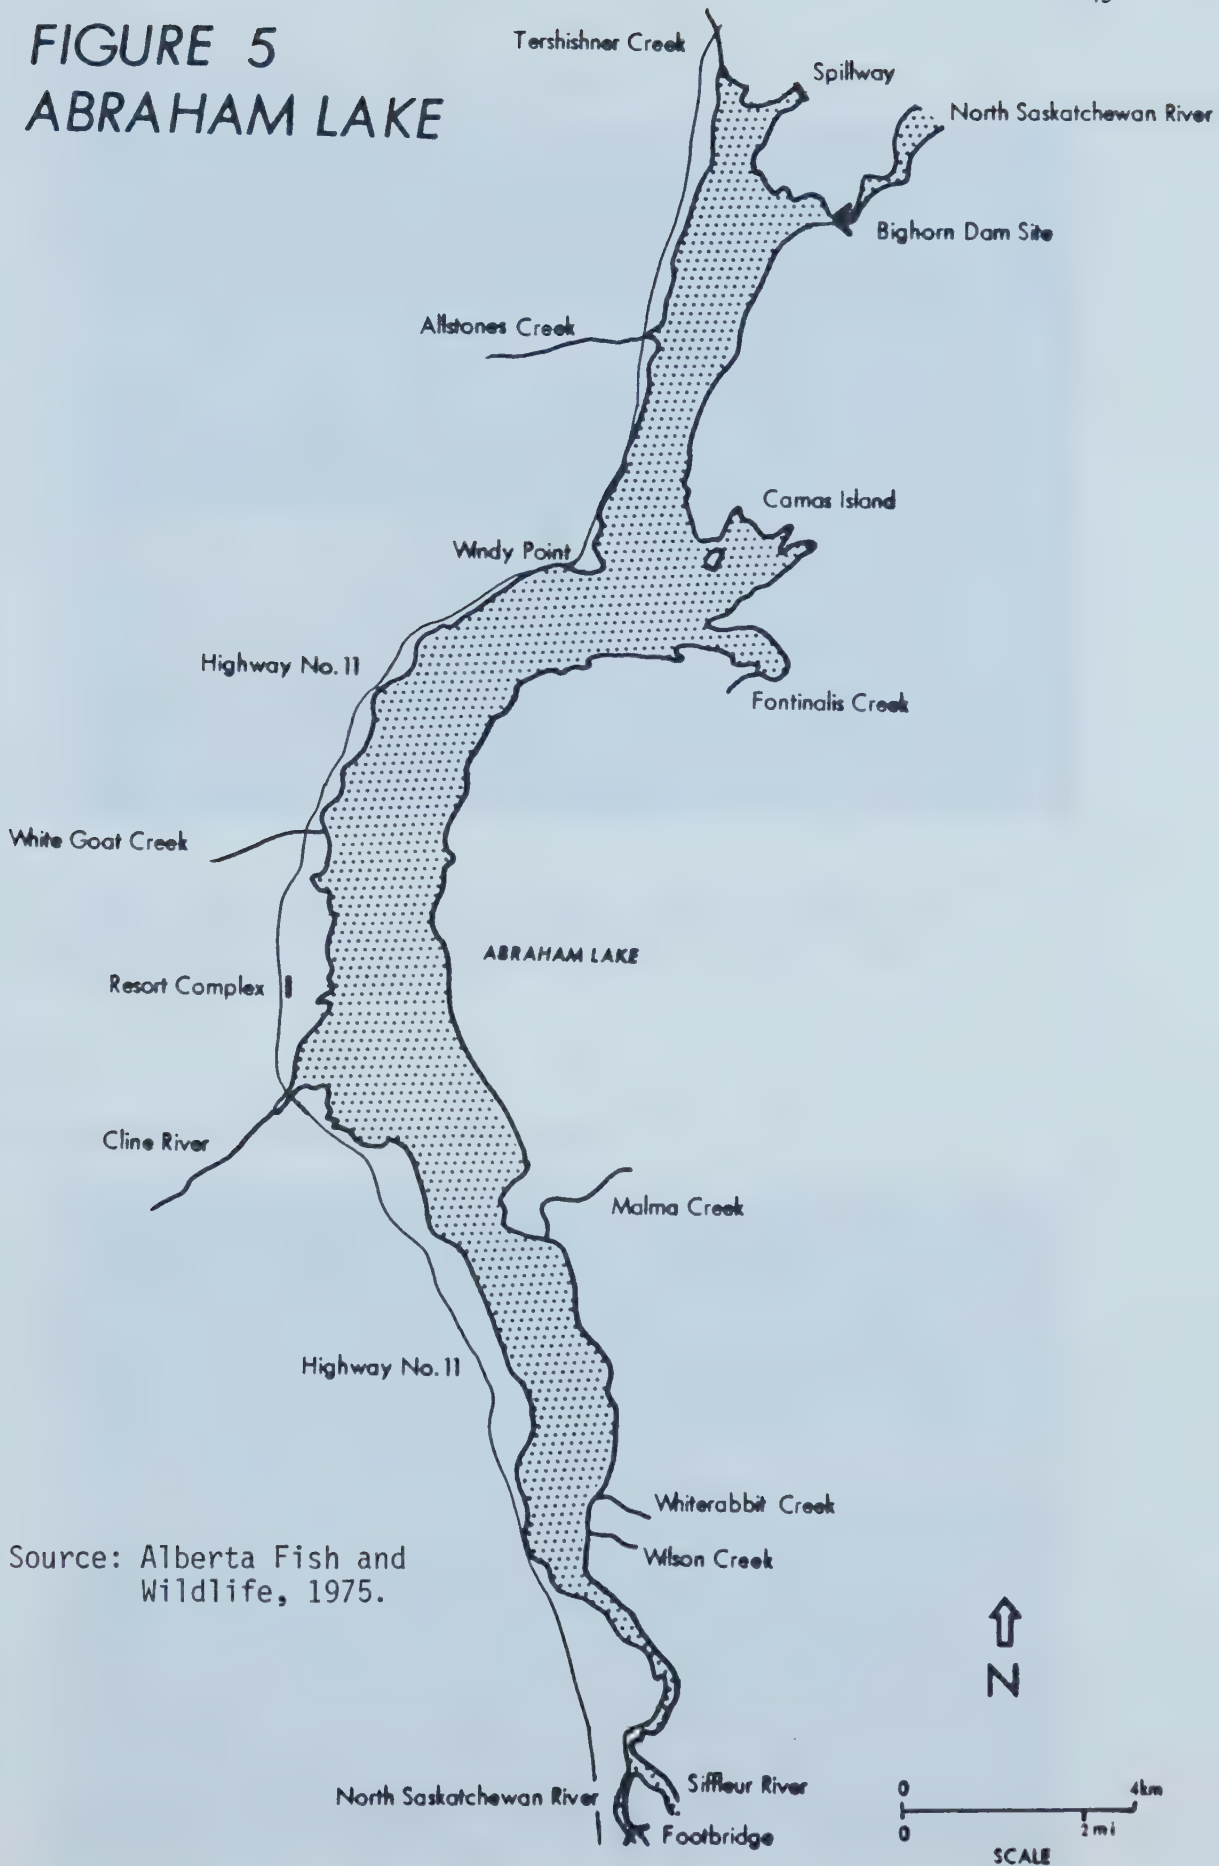 FIGURE 5
ABRAHAM LAKE
Tershishner Creek
Spillway
North Saskatchewan River
Bighorn Dam Site
Allstones Creek
Camas Island
Windy Point
Highway No. 11
Fontinalis Creek
White Goat Creek
ABRAHAM LAKE
Resort Complex
Cline River
Malma Creek
Highway No. 11
Whiterabbit Creek
Wilson Creek
Source: Alberta Fish and
Wildlife, 1975.
N
North Saskatchewan River
Siffleur River
Footbridge
0 4km
0 2mi
SCALE